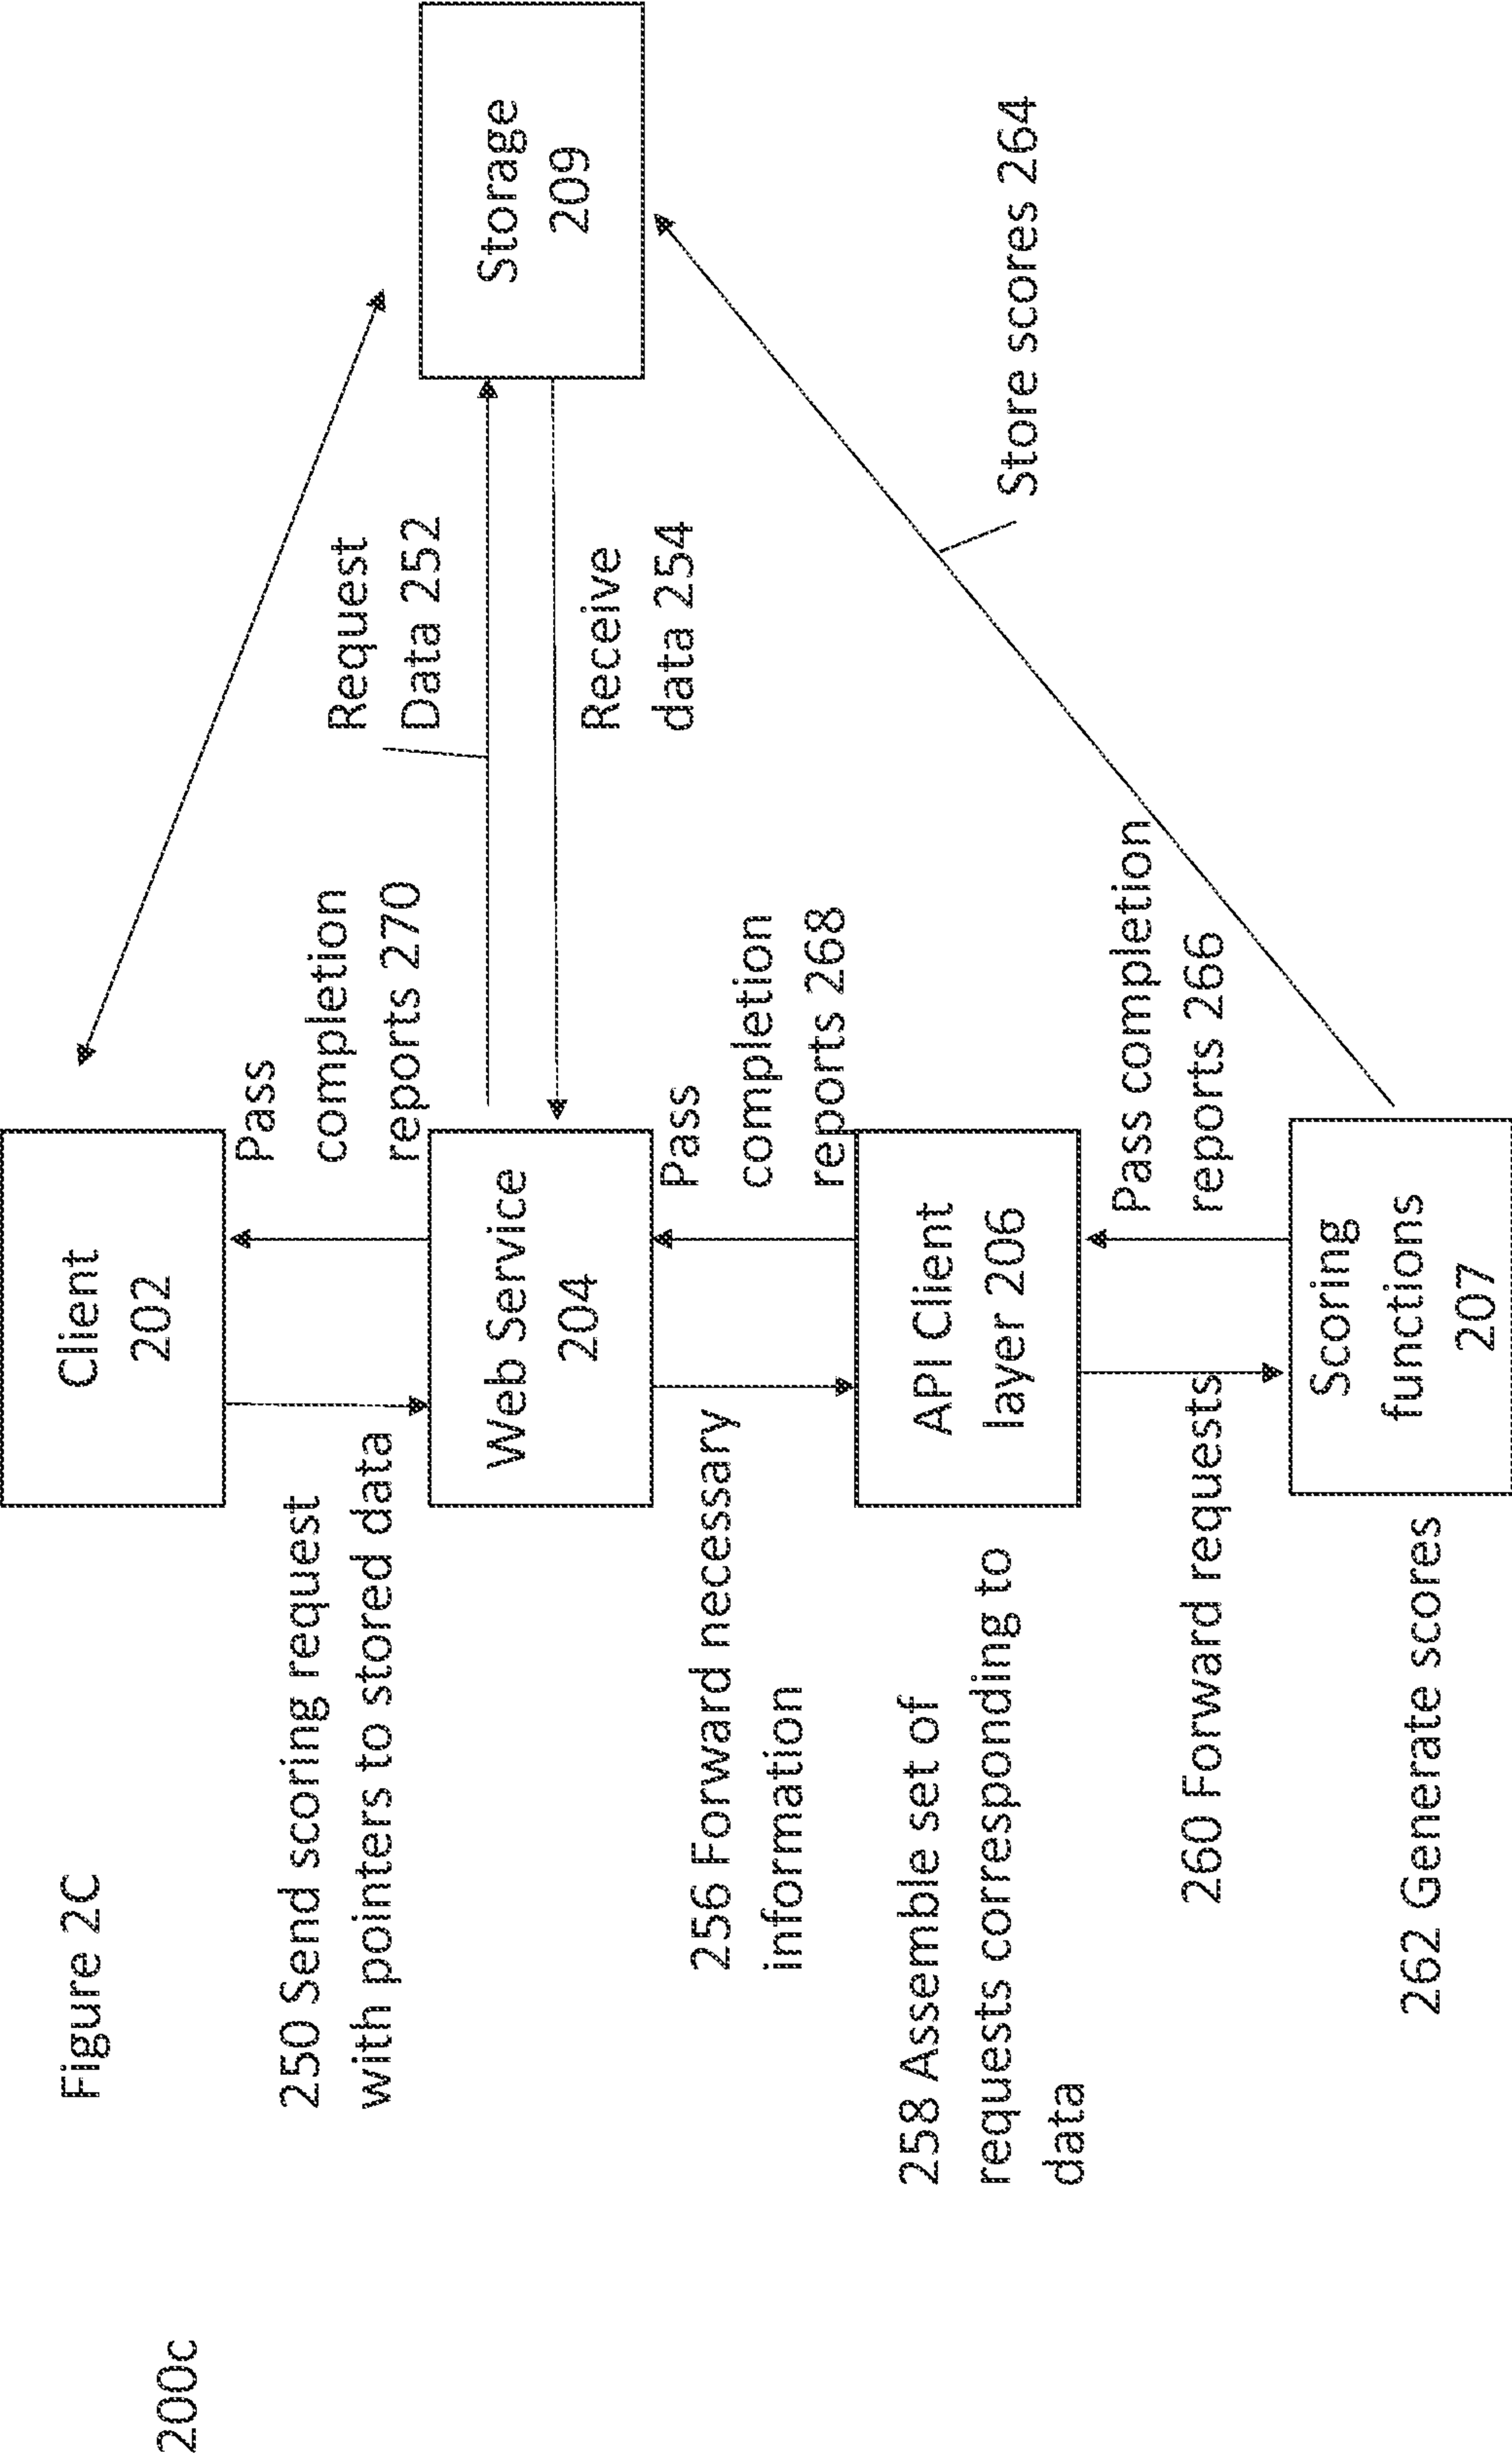 200c
Figure 2C
Client
202
250 Send scoring request
with pointers to stored data
Pass
completion
reports 270
Request
Data 252
Web Service
204
Storage
209
Receive
data 254
256 Forward necessary
information
Pass
completion
reports 268
258 Assemble set of
requests corresponding to
data
API Client
layer 206
Store scores 264
260 Forward requests
Pass completion
reports 266
262 Generate scores
Scoring
functions
207